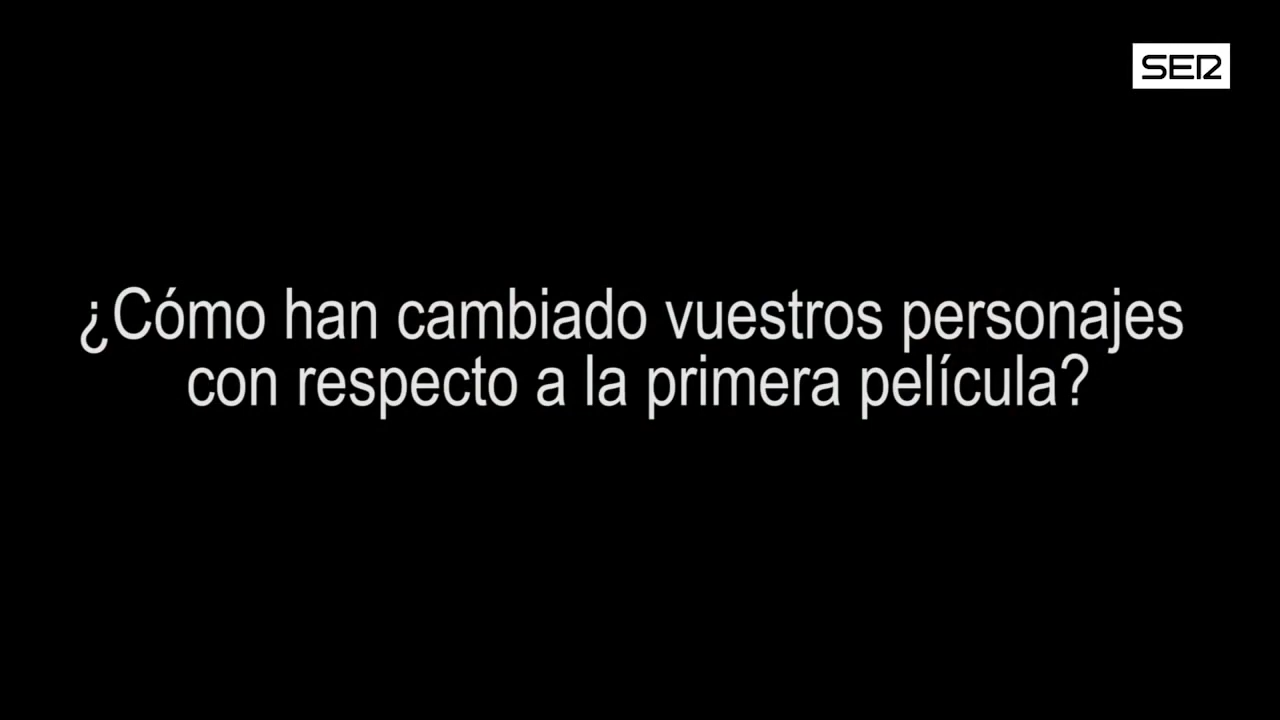 SER
¿Cómo han cambiado vuestros personajes
con respecto a la primera película?